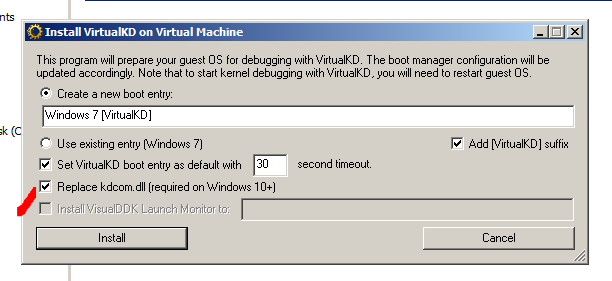 nts
Install VirtualKD on Virtual Machine
This program will prepare your guest OS for debugging with VirtualKD. The boot manager configuration will be
updated accordingly. Note that to start kernel debugging with VirtualKD, you will need to restart guest OS.
Create a new boot entry:
Windows 7 [VirtualKD]
sk (C
Use existing entry (Windows 7)
Add [VirtualKD] suffix
Set VirtualKD boot entry as default with 30 second timeout.
Replace kdcom.dll (required on Windows 10+)
Install VisualDDK Launch Monitor to:
Install
Cancel